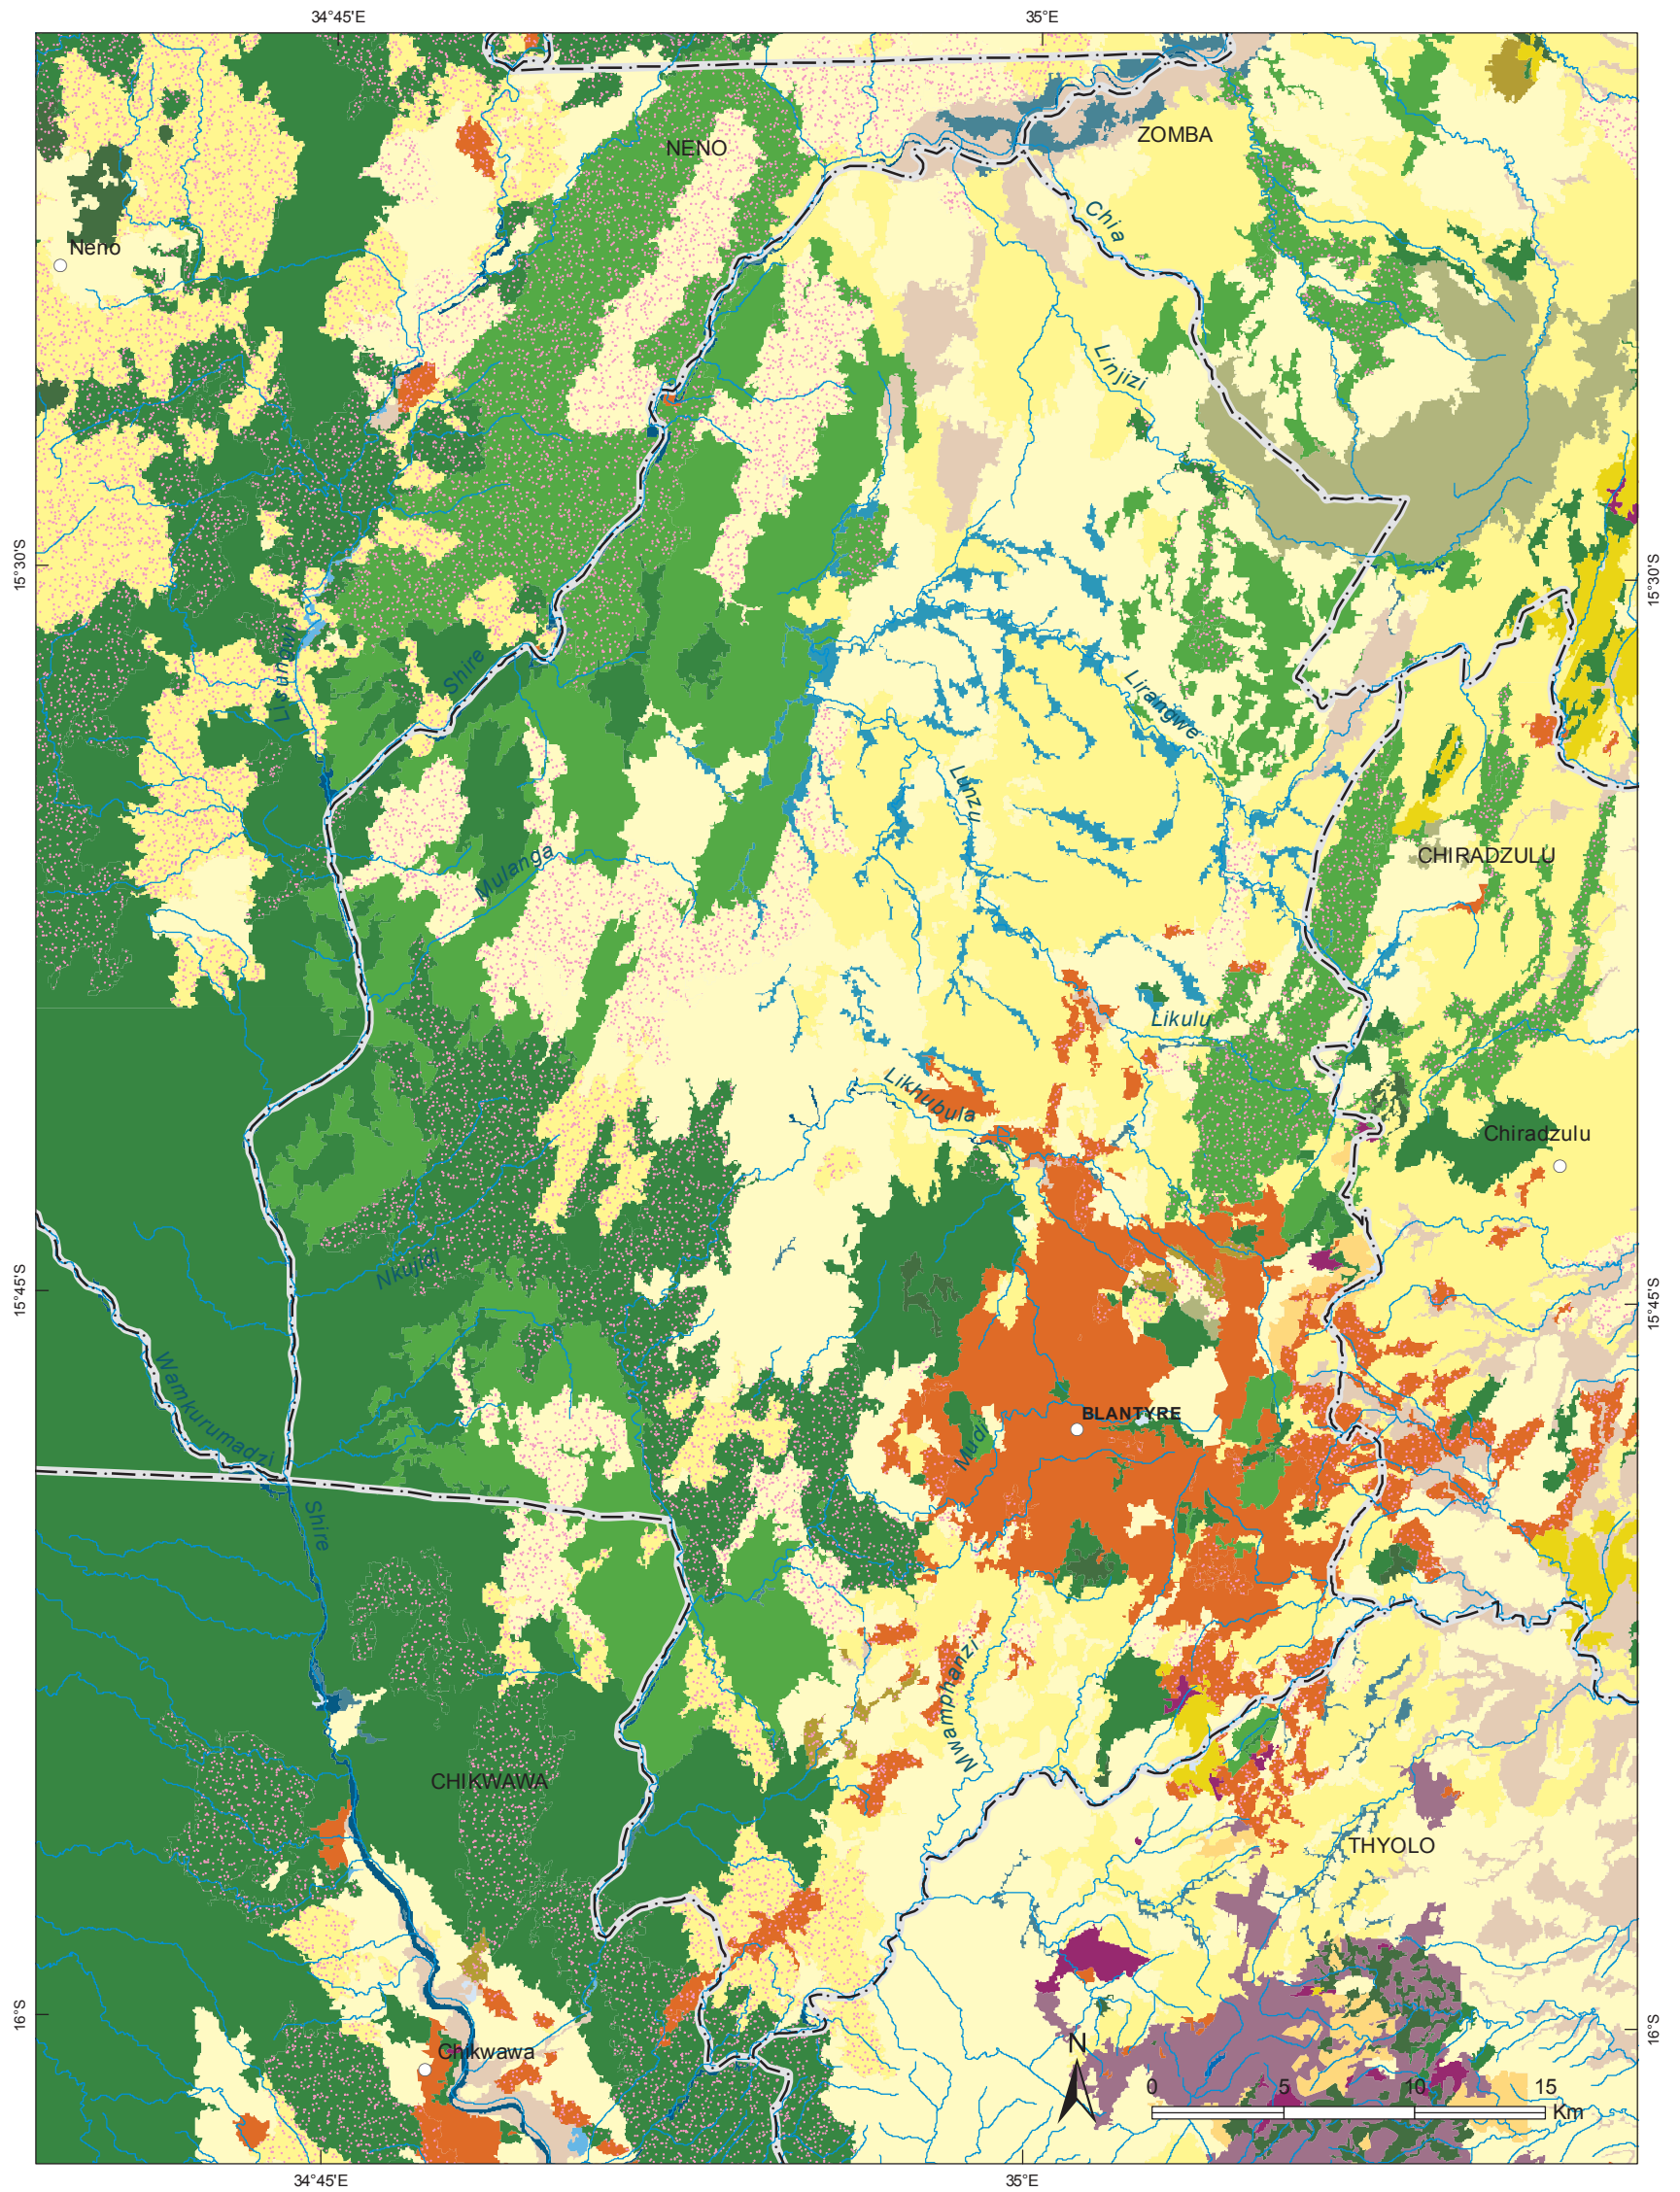 34°45'E
35°E
NENO
ZOMBA
Neno
Chia
Linjizi
15°30'S
15°30'S
Lisungwi
Shire
Lirangwe
Lunzu
Mulanga
CHIRADZULU
Likulu
Likhubula
Chiradzulu
Nkujidi
15°45'S
15°45'S
Wamkurumadzi
BLANTYRE
Mudi
Shire
Mwamphanzi
CHIKWAWA
THYOLO
16°S
16°S
Chikwawa
N
0 5 10 15
Km
34°45'E
35°E